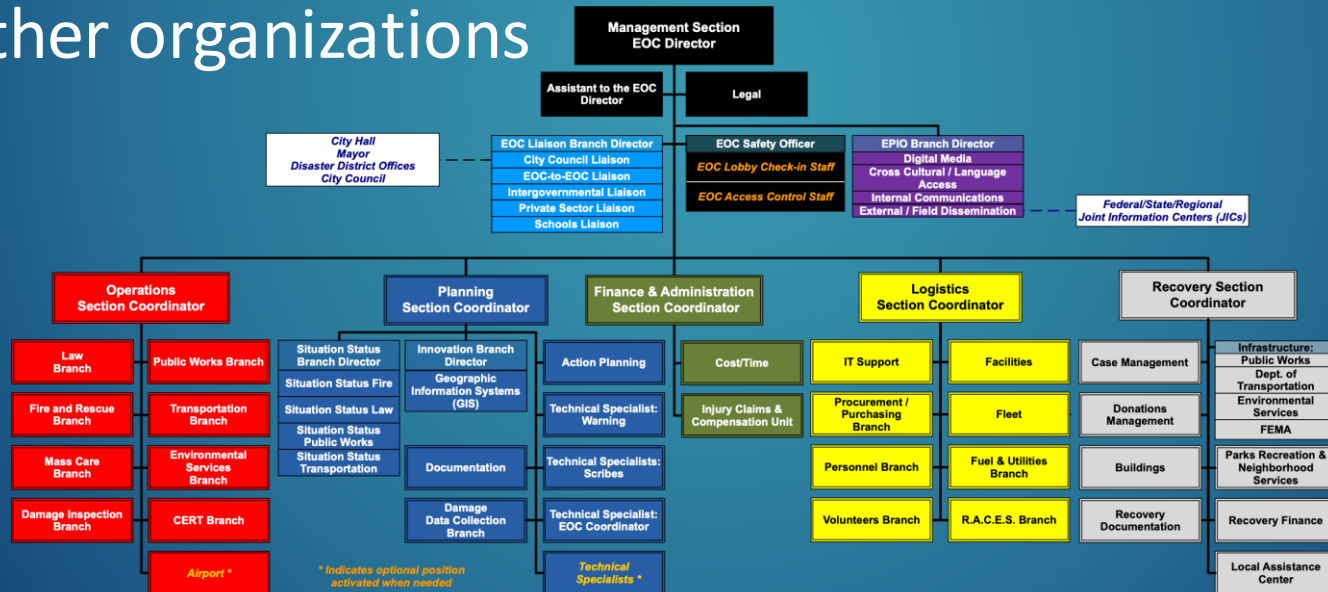 ther organizations
Management Section
EOC Director
Assistant to the EOC
Director
Legal
City Hall
Mayor
Disaster District Offices
City Council
EOC Liaison Branch Director
City Council Liaison
EOC-to-EOC Liaison
Intergovernmental Liaison
Private Sector Liaison
Schools Liaison
EOC Safety Officer
EOC Lobby Check-in Staff
EOC Access Control Staff
EPIO Branch Director
Digital Media
Cross Cultural / Language
Access
Internal Communications
External / Field Dissemination
Federal/State/Regional
Joint Information Centers (JICs)
Operations
Section Coordinator
Law
Branch
Public Works Branch
Fire and Rescue
Branch
Transportation
Branch
Mass Care
Branch
Environmental
Services
Branch
Damage Inspection
Branch
CERT Branch
Airport *
Planning
Section Coordinator
Situation Status
Branch Director
Situation Status Fire
Situation Status Law
Situation Status
Public Works
Situation Status
Transportation
Innovation Branch
Director
Geographic
Information Systems
(GIS)
Documentation
Damage
Data Collection
Branch
Action Planning
Technical Specialist:
Warning
Technical Specialists:
Scribes
Technical Specialist:
EOC Coordinator
Technical
Specialists *
* Indicates optional position
activated when needed
Finance & Administration
Section Coordinator
Cost/Time
Injury Claims &
Compensation Unit
Logistics
Section Coordinator
IT Support
Facilities
Procurement /
Purchasing
Branch
Fleet
Personnel Branch
Fuel & Utilities
Branch
Volunteers Branch
R.A.C.E.S. Branch
Recovery Section
Coordinator
Case Management
Donations
Management
Buildings
Recovery
Documentation
Infrastructure:
Public Works
Dept. of
Transportation
Environmental
Services
FEMA
Parks Recreation &
Neighborhood
Services
Recovery Finance
Local Assistance
Center